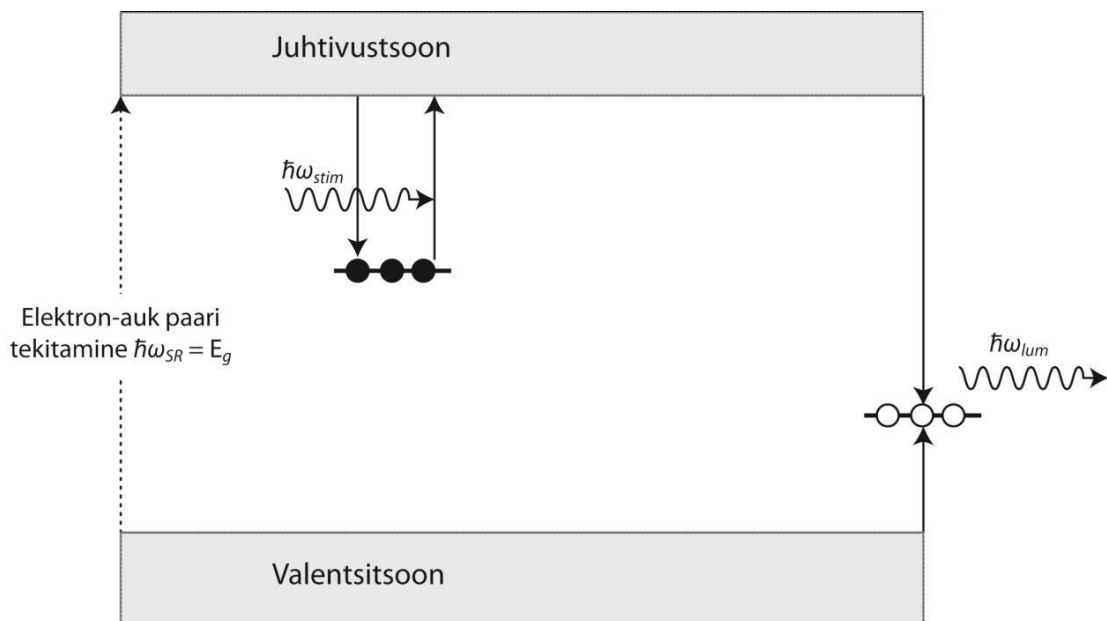 Juhtivustsoon
ℏω_stim
Elektron-auk paari
tekitamine ℏω_SR = E_g
ℏω_lum
Valentsitsoon